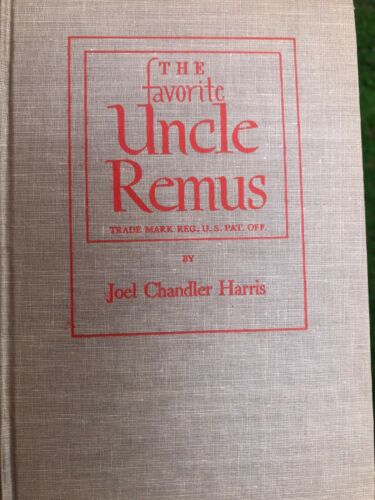 THE
favorite
Uncle
Remus
TRADE MARK REG. U.S. PAT. OFF.
BY
Joel Chandler Harris